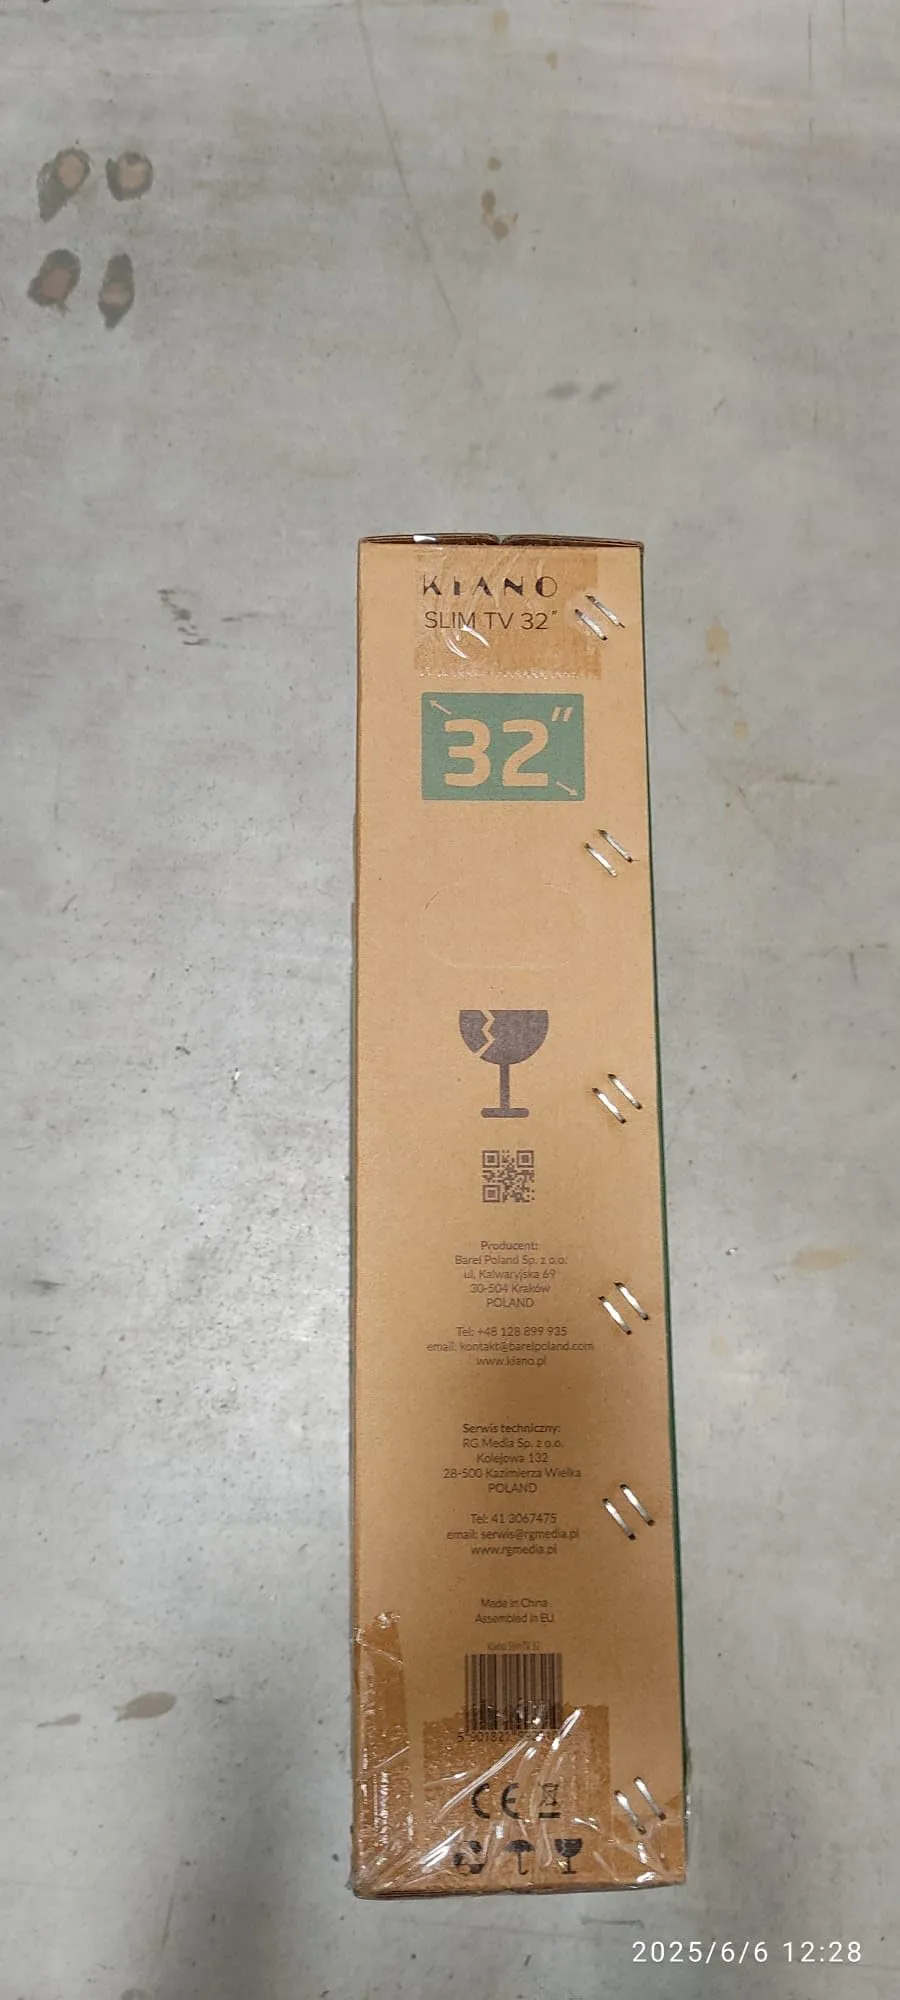 KIANO
SLIM TV 32"
32"
Producent:
Barel Poland Sp. z o.o.
ul. Kalwaryjska 69
30-504 Kraków
POLAND
Tel: +48 128 899 935
email: kontakt@barelpoland.com
www.kiano.pl
Serwis techniczny:
RG Media Sp. z o.o.
Kolejowa 132
28-500 Kazimierza Wielka
POLAND
Tel: 41 3067475
email: serwis@rgmedia.pl
www.rgmedia.pl
Made in China
Assembled in EU
Kiano SlimTV 32
CE
2025/6/6 12:28